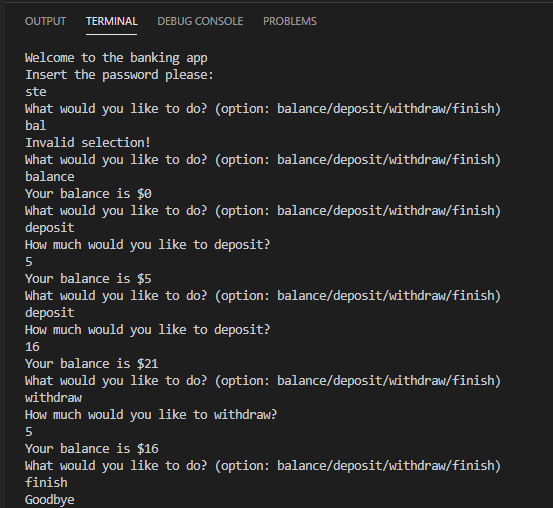 OUTPUT TERMINAL DEBUG CONSOLE PROBLEMS
Welcome to the banking app
Insert the password please:
ste
What would you like to do? (option: balance/deposit/withdraw/finish)
bal
Invalid selection!
What would you like to do? (option: balance/deposit/withdraw/finish)
balance
Your balance is $0
What would you like to do? (option: balance/deposit/withdraw/finish)
deposit
How much would you like to deposit?
5
Your balance is $5
What would you like to do? (option: balance/deposit/withdraw/finish)
deposit
How much would you like to deposit?
16
Your balance is $21
What would you like to do? (option: balance/deposit/withdraw/finish)
withdraw
How much would you like to withdraw?
5
Your balance is $16
What would you like to do? (option: balance/deposit/withdraw/finish)
finish
Goodbye